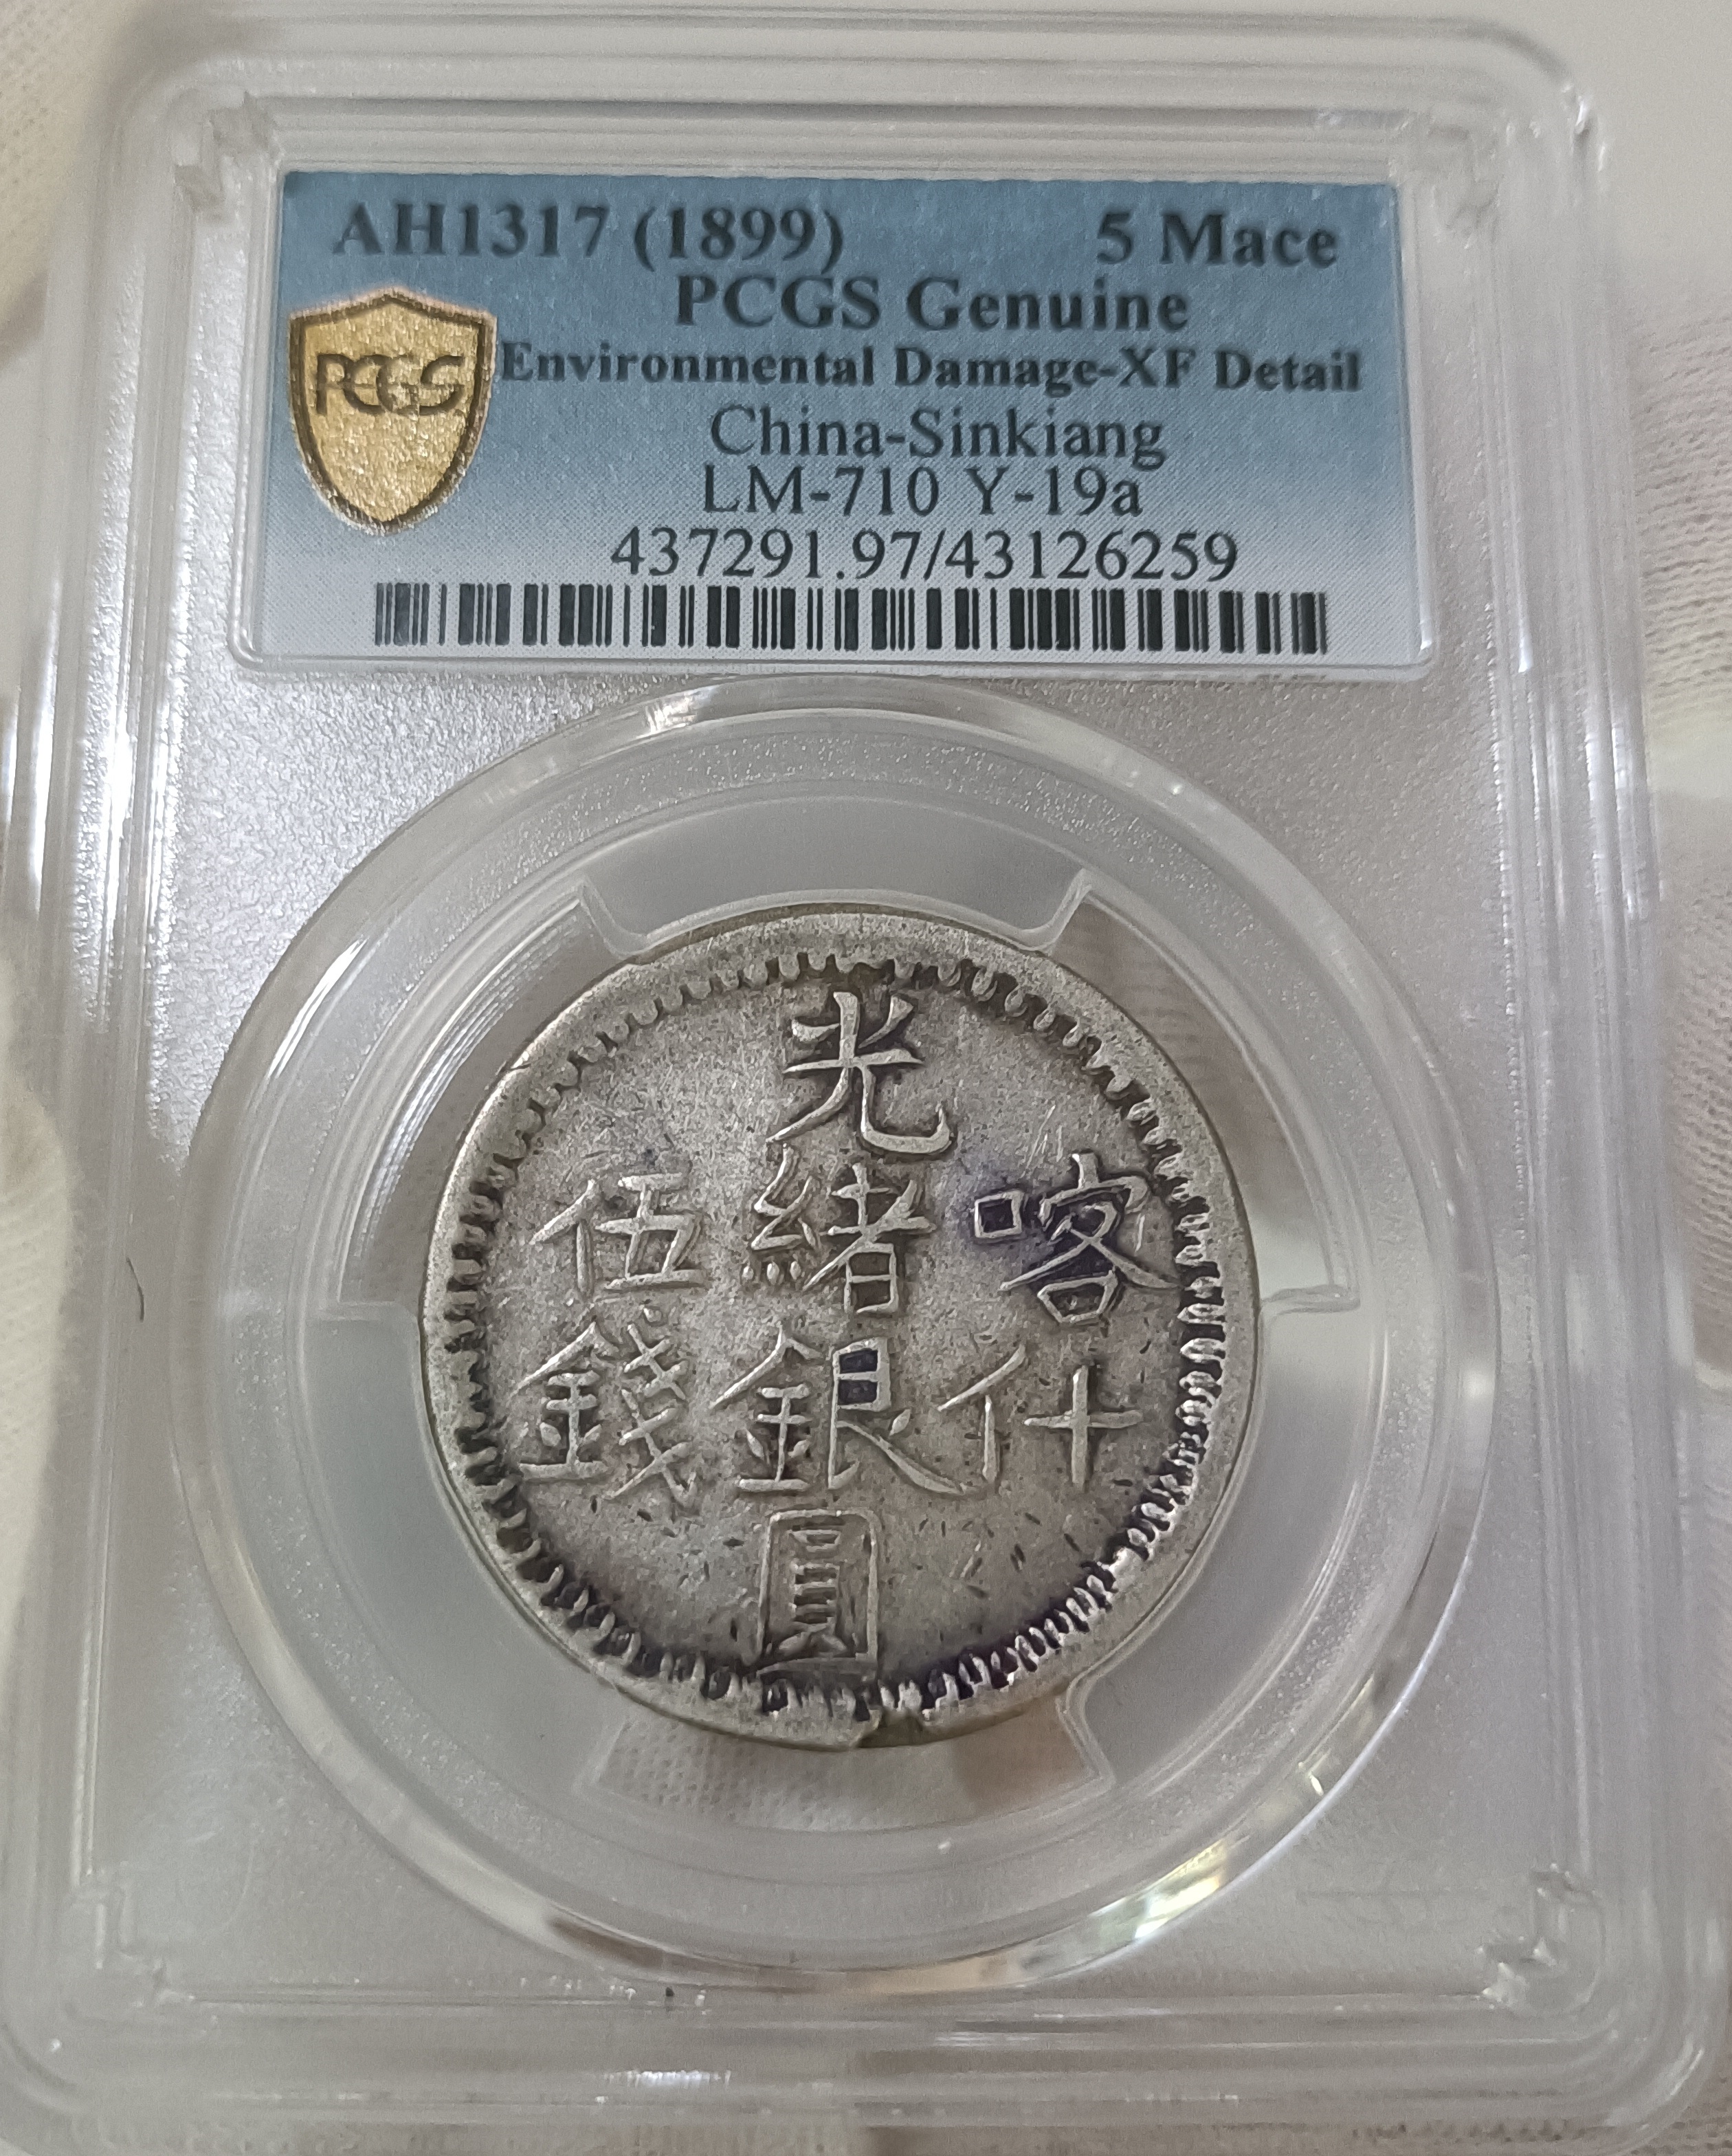 AH1317 (1899) 5 Mace
PCGS Genuine
PCGS
Environmental Damage-XF Detail
China-Sinkiang
LM-710 Y-19a
437291.97/43126259
光緒銀圓
喀什
伍錢